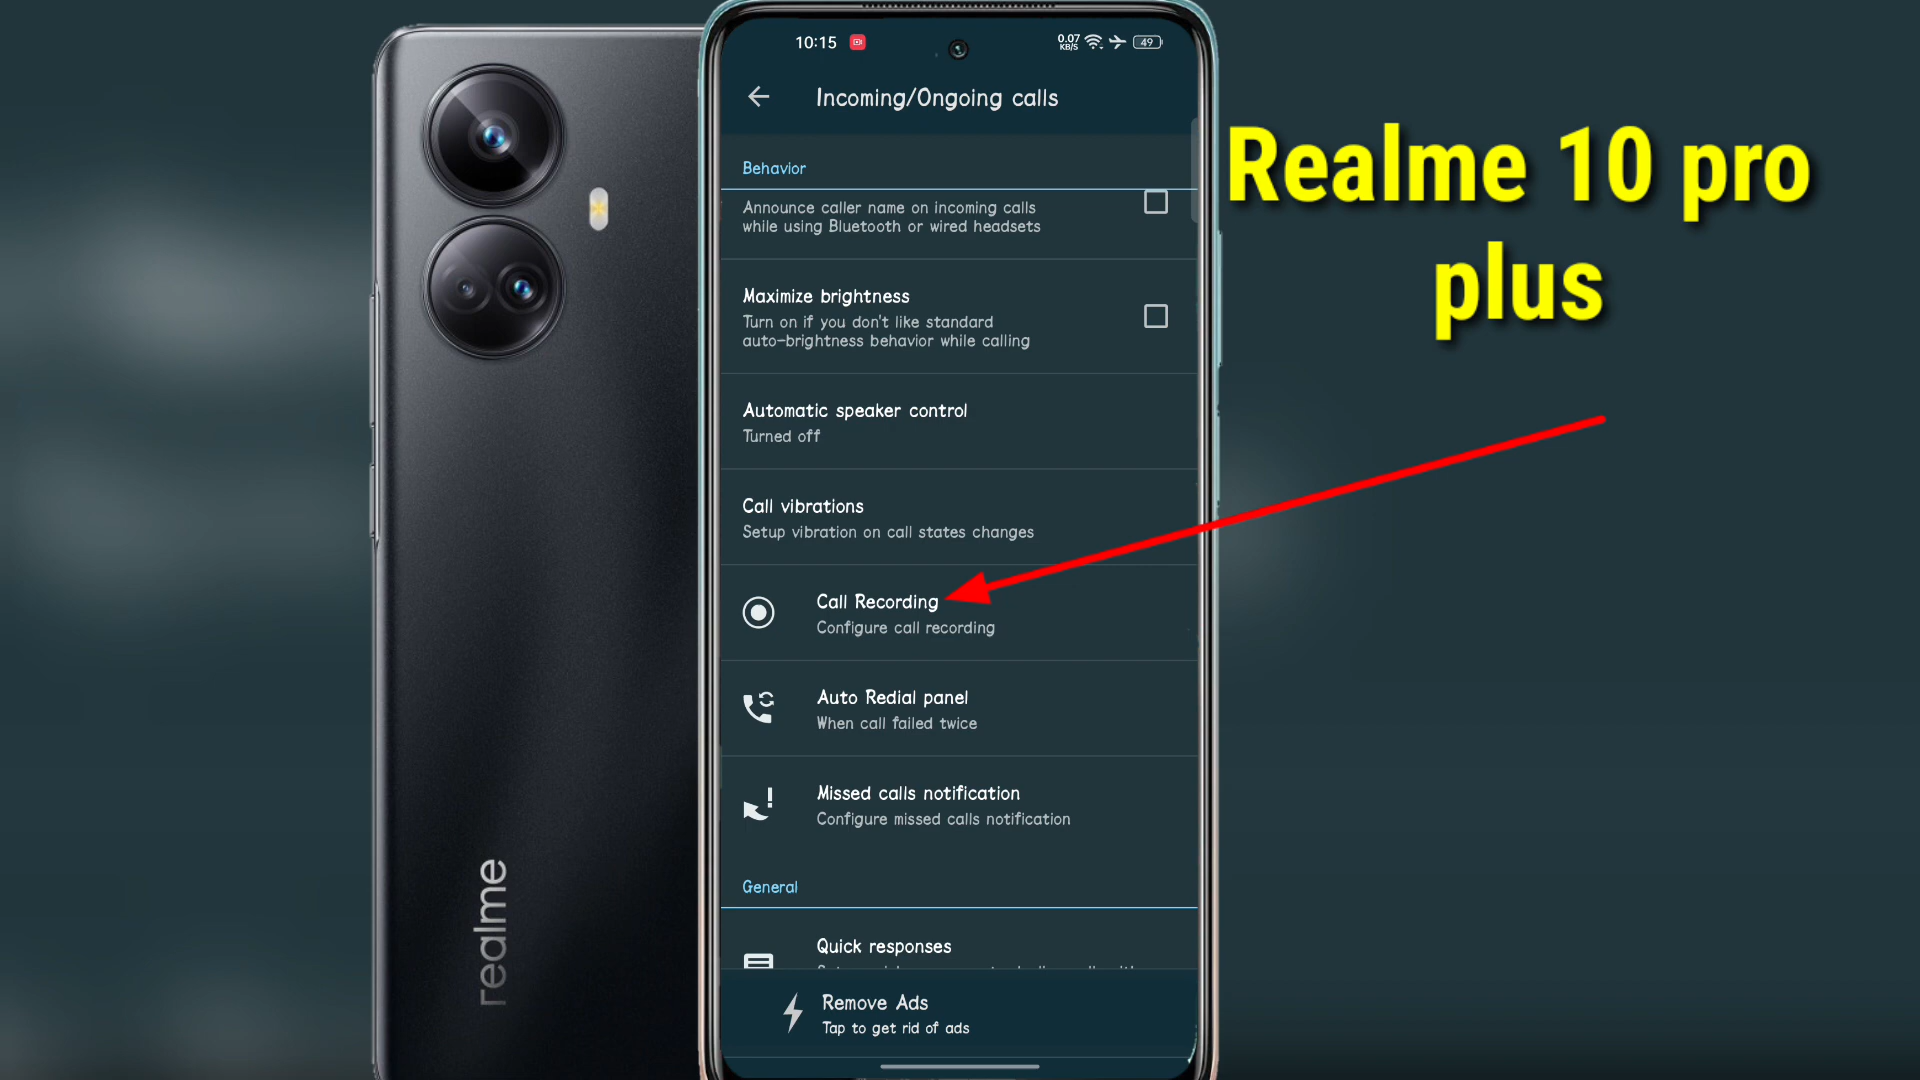 10:15
0.07
KB/S
49
Incoming/Ongoing calls
Behavior
Announce caller name on incoming calls
while using Bluetooth or wired headsets
Maximize brightness
Turn on if you don't like standard
auto-brightness behavior while calling
Automatic speaker control
Turned off
Call vibrations
Setup vibration on call states changes
Call Recording
Configure call recording
Auto Redial panel
When call failed twice
Missed calls notification
Configure missed calls notification
General
Quick responses
Remove Ads
Tap to get rid of ads
Realme 10 pro
plus
realme